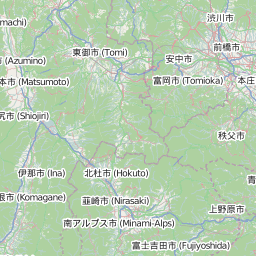 渋川市
machi)
前橋市
東御市 (Tomi)
安中市
(Azumino)
本市 (Matsumoto)
富岡市 (Tomioka)
本庄
尻市 (Shiojiri)
秩父市
伊那市 (Ina)
北杜市 (Hokuto)
青
根市 (Komagane)
韮崎市 (Nirasaki)
上野原市
南アルプス市 (Minami-Alps)
富士吉田市 (Fujiyoshida)